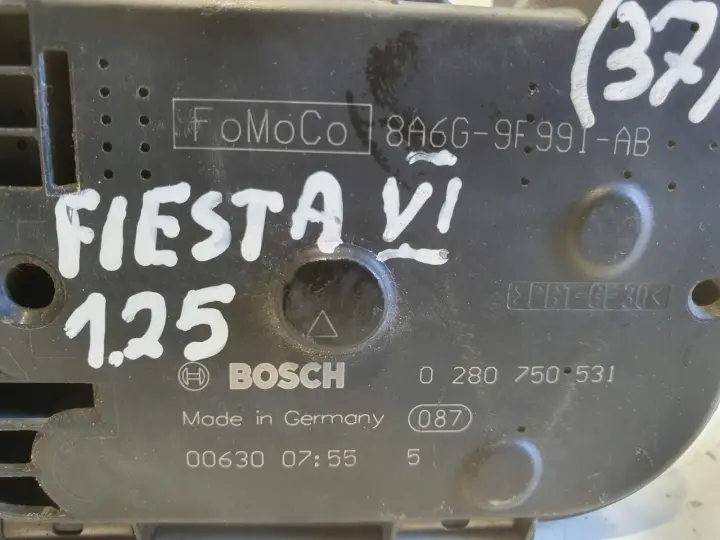 (37)
FoMoCo 8A6G-9F991-AB
FIESTA VI
1.25
>PBT-GF30<
BOSCH 0 280 750 531
Made in Germany 087
00630 07:55 5